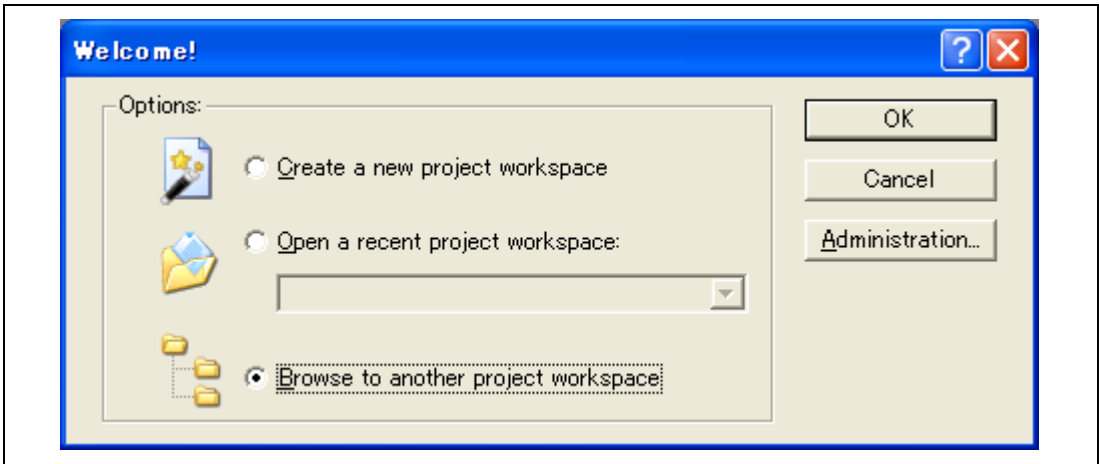 Welcome!
Options:
Create a new project workspace
Open a recent project workspace:
Browse to another project workspace
OK
Cancel
Administration...